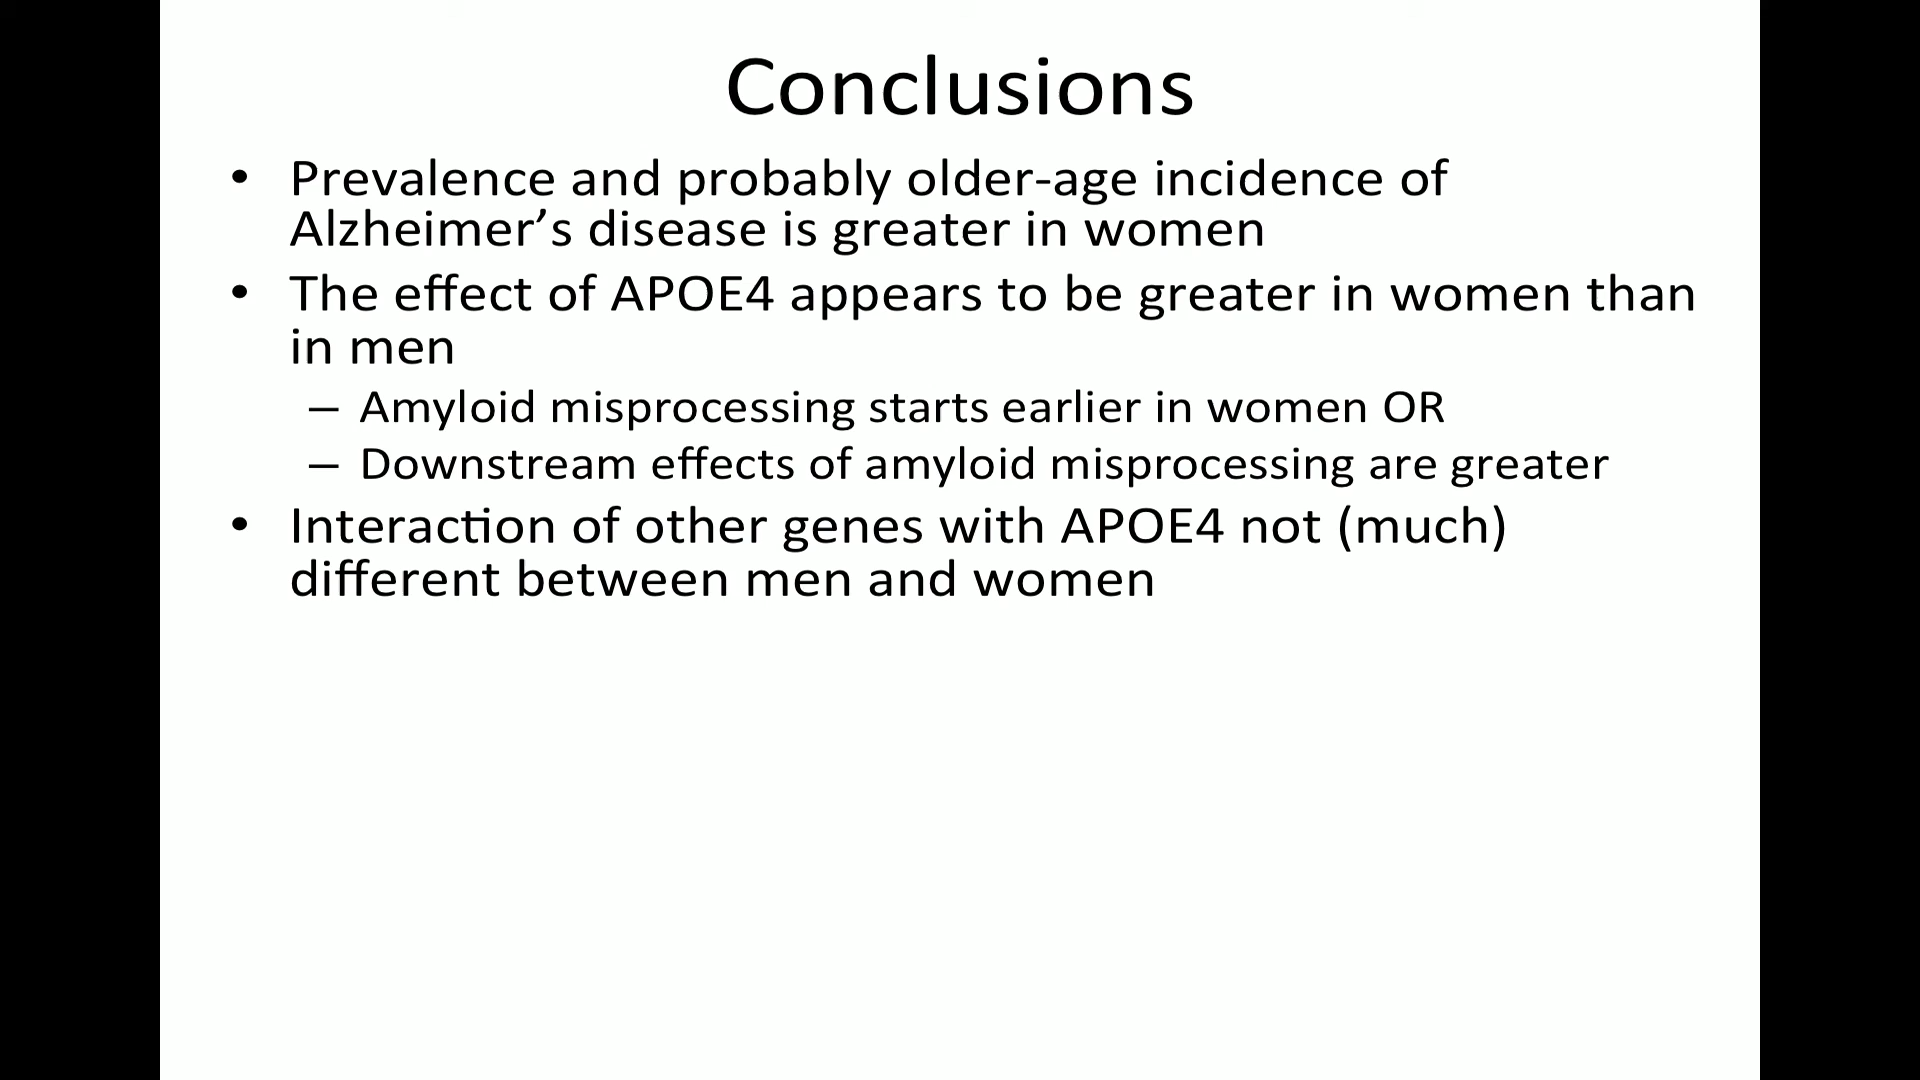 Conclusions
• Prevalence and probably older-age incidence of
Alzheimer’s disease is greater in women
• The effect of APOE4 appears to be greater in women than
in men
– Amyloid misprocessing starts earlier in women OR
– Downstream effects of amyloid misprocessing are greater
• Interaction of other genes with APOE4 not (much)
different between men and women